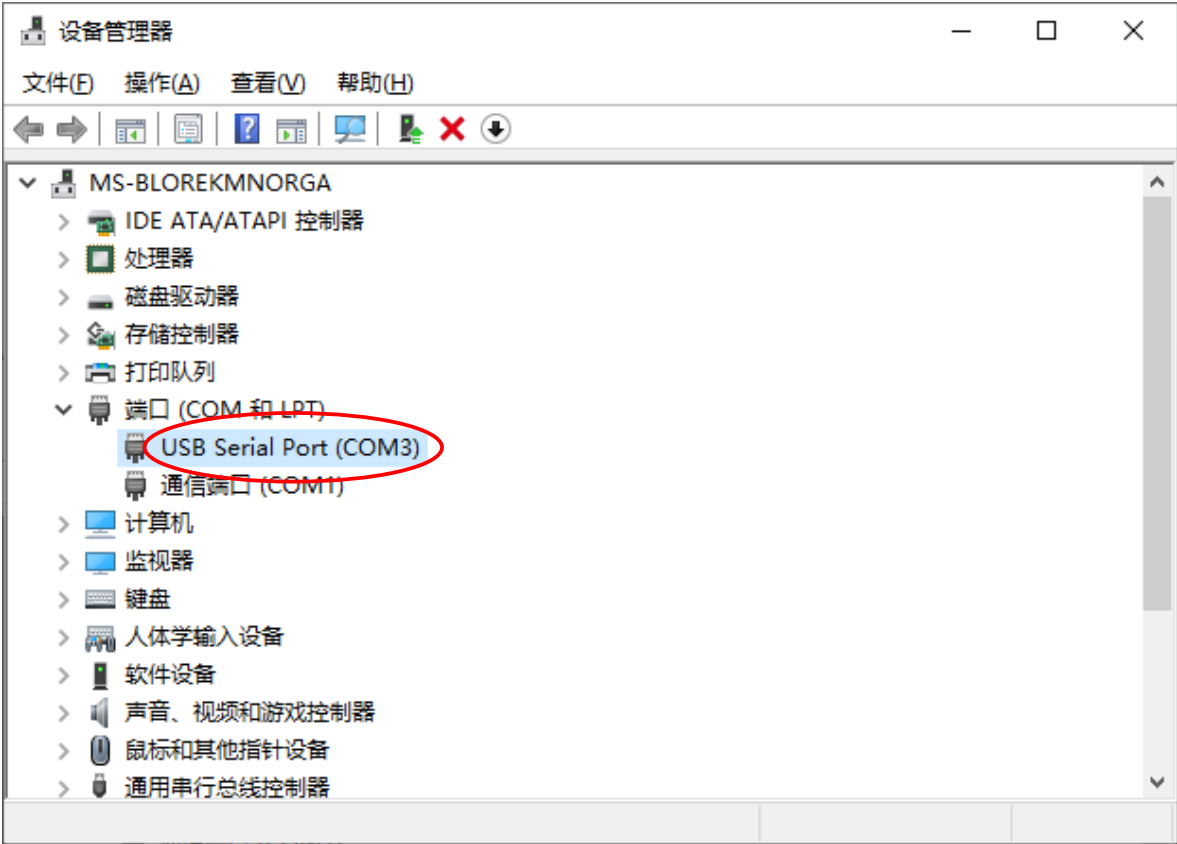 设备管理器
文件(F) 操作(A) 查看(V) 帮助(H)
MS-BLOREKMNORGA
IDE ATA/ATAPI 控制器
处理器
磁盘驱动器
存储控制器
打印队列
端口 (COM 和 LPT)
USB Serial Port (COM3)
通信端口 (COM1)
计算机
监视器
键盘
人体学输入设备
软件设备
声音、视频和游戏控制器
鼠标和其他指针设备
通用串行总线控制器